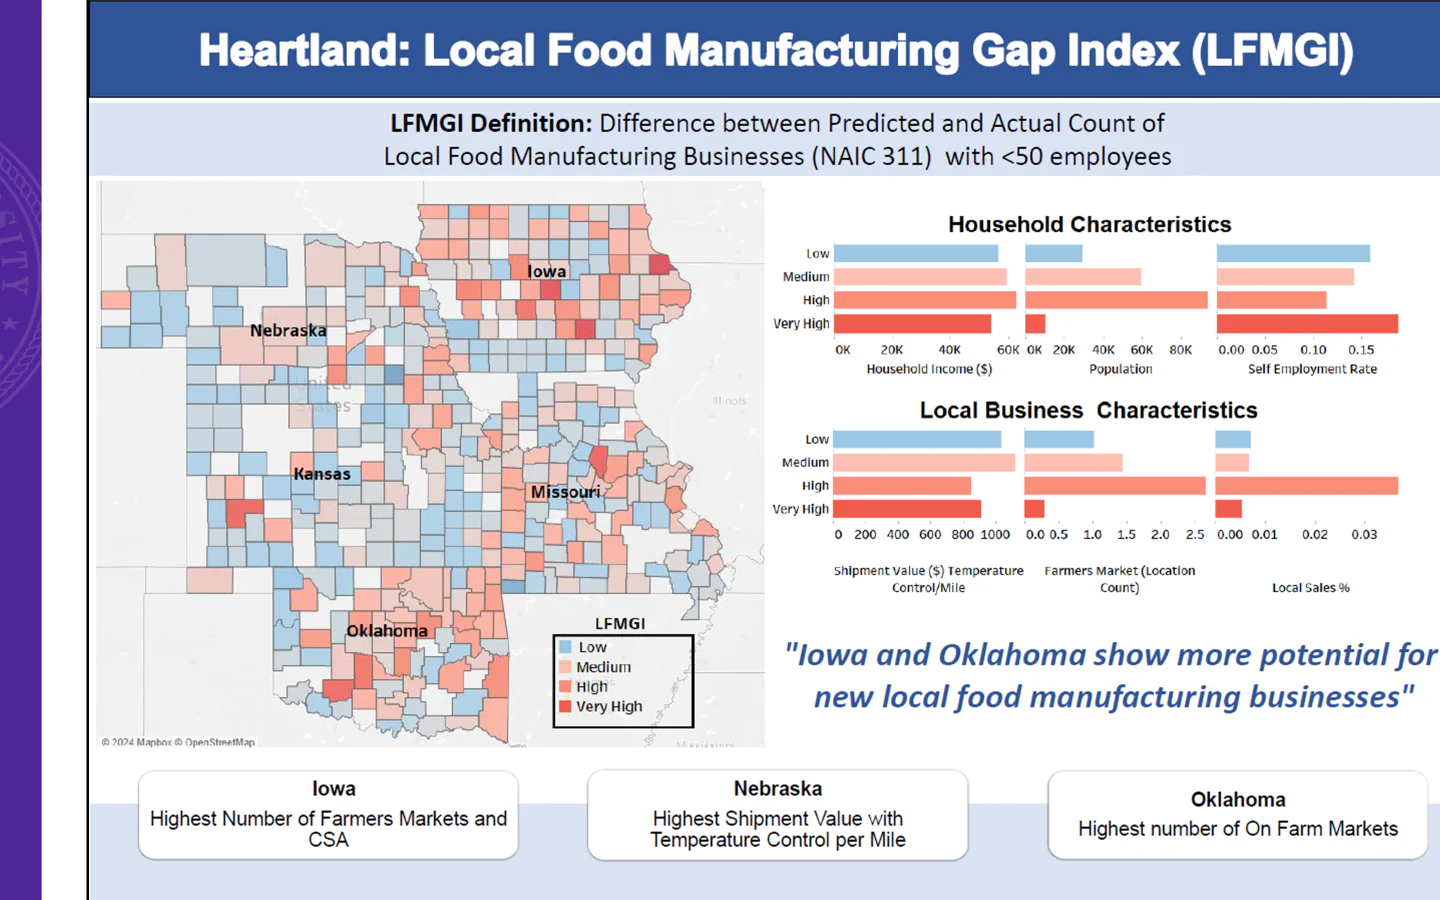 Heartland: Local Food Manufacturing Gap Index (LFMGI)
LFMGI Definition: Difference between Predicted and Actual Count of
Local Food Manufacturing Businesses (NAIC 311) with <50 employees
Iowa
Nebraska
United
States
Illinois
Kansas
Missouri
Oklahoma
LFMGI
Low
Medium
High
Very High
Mississippi
© 2024 Mapbox © OpenStreetMap
Household Characteristics
Low
Medium
High
Very High
0K 20K 40K 60K 0K 20K 40K 60K 80K 0.00 0.05 0.10 0.15
Household Income ($) Population Self Employment Rate
Local Business Characteristics
Low
Medium
High
Very High
0 200 400 600 800 1000 0.0 0.5 1.0 1.5 2.0 2.5 0.00 0.01 0.02 0.03
Shipment Value ($) Temperature Control/Mile
Farmers Market (Location Count)
Local Sales %
"Iowa and Oklahoma show more potential for
new local food manufacturing businesses"
Iowa
Highest Number of Farmers Markets and
CSA
Nebraska
Highest Shipment Value with
Temperature Control per Mile
Oklahoma
Highest number of On Farm Markets
SITY